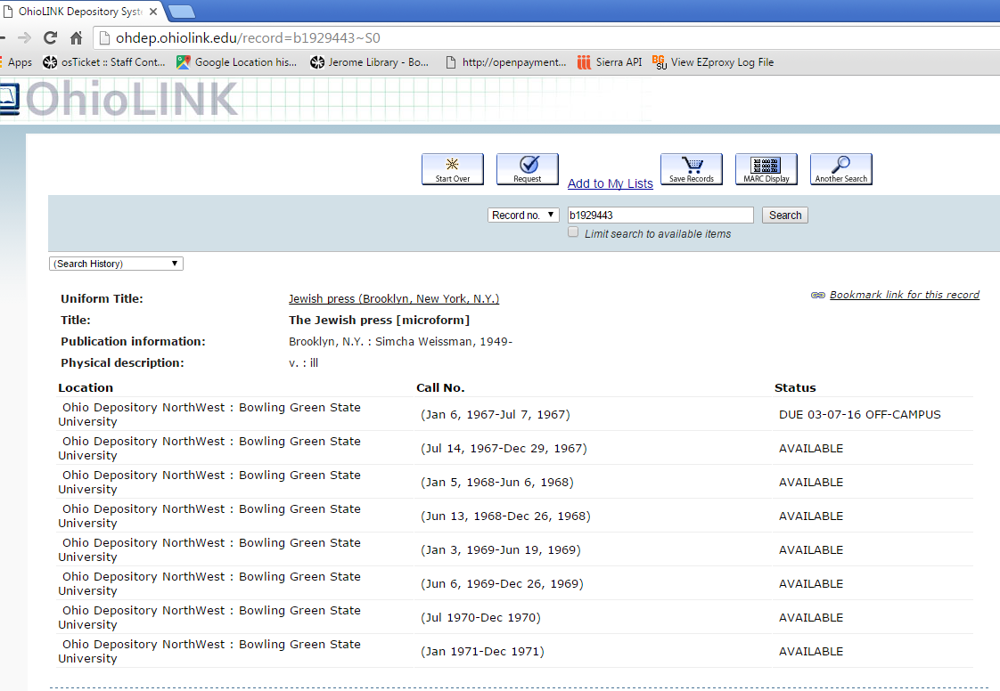 OhioLINK Depository Syst
ohdep.ohiolink.edu/record=b1929443~S0
Apps osTicket :: Staff Cont... Google Location his... Jerome Library - Bo... http://openpayment... Sierra API BGSU View EZproxy Log File
OhioLINK
Start Over Request Add to My Lists Save Records MARC Display Another Search
Record no. b1929443 Search
Limit search to available items
(Search History)
Uniform Title: Jewish press (Brooklyn, New York, N.Y.) Bookmark link for this record
Title: The Jewish press [microform]
Publication information: Brooklyn, N.Y. : Simcha Weissman, 1949-
Physical description: v. : ill
Location Call No. Status
Ohio Depository NorthWest : Bowling Green State
University (Jan 6, 1967-Jul 7, 1967) DUE 03-07-16 OFF-CAMPUS
Ohio Depository NorthWest : Bowling Green State
University (Jul 14, 1967-Dec 29, 1967) AVAILABLE
Ohio Depository NorthWest : Bowling Green State
University (Jan 5, 1968-Jun 6, 1968) AVAILABLE
Ohio Depository NorthWest : Bowling Green State
University (Jun 13, 1968-Dec 26, 1968) AVAILABLE
Ohio Depository NorthWest : Bowling Green State
University (Jan 3, 1969-Jun 19, 1969) AVAILABLE
Ohio Depository NorthWest : Bowling Green State
University (Jun 6, 1969-Dec 26, 1969) AVAILABLE
Ohio Depository NorthWest : Bowling Green State
University (Jul 1970-Dec 1970) AVAILABLE
Ohio Depository NorthWest : Bowling Green State
University (Jan 1971-Dec 1971) AVAILABLE